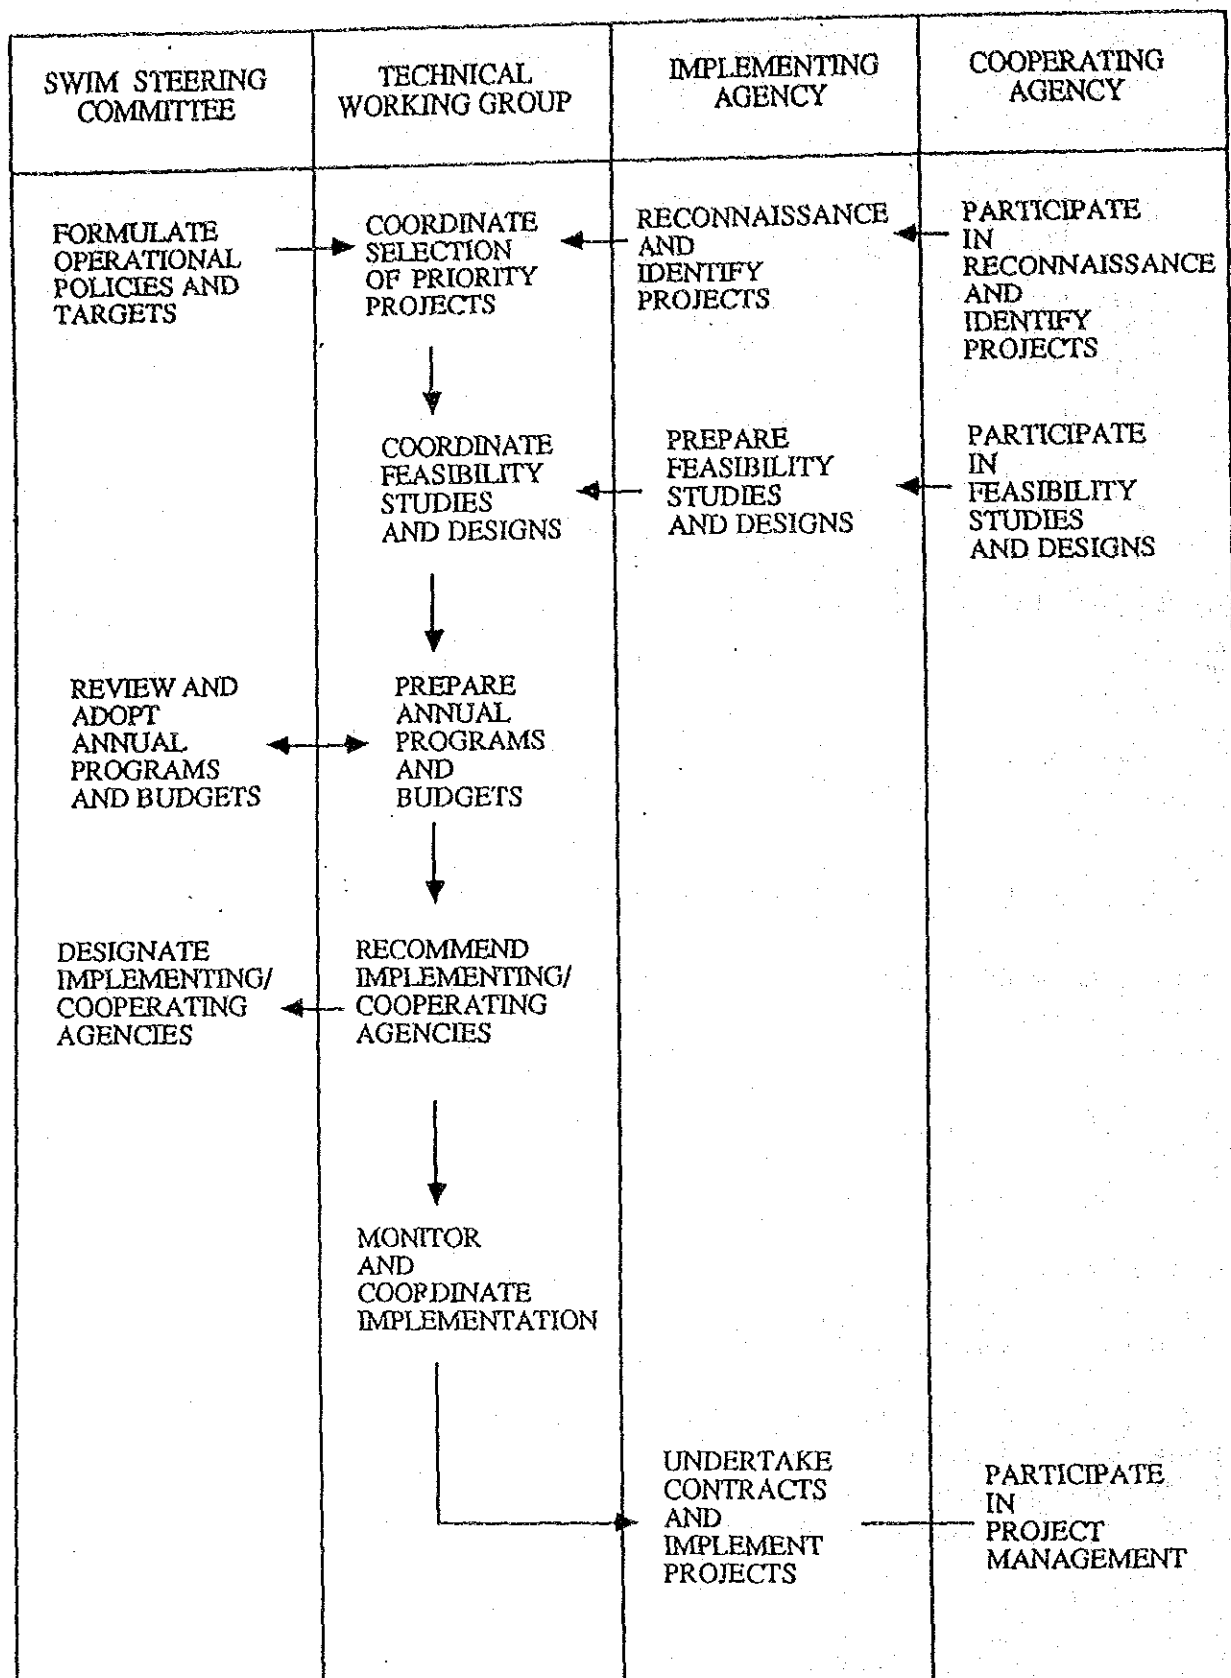 SWIM STEERING
COMMITTEE
TECHNICAL
WORKING GROUP
IMPLEMENTING
AGENCY
COOPERATING
AGENCY
FORMULATE
OPERATIONAL
POLICIES AND
TARGETS
COORDINATE
SELECTION
OF PRIORITY
PROJECTS
RECONNAISSANCE
AND
IDENTIFY
PROJECTS
PARTICIPATE
IN
RECONNAISSANCE
AND
IDENTIFY
PROJECTS
COORDINATE
FEASIBILITY
STUDIES
AND DESIGNS
PREPARE
FEASIBILITY
STUDIES
AND DESIGNS
PARTICIPATE
IN
FEASIBILITY
STUDIES
AND DESIGNS
REVIEW AND
ADOPT
ANNUAL
PROGRAMS
AND BUDGETS
PREPARE
ANNUAL
PROGRAMS
AND
BUDGETS
DESIGNATE
IMPLEMENTING/
COOPERATING
AGENCIES
RECOMMEND
IMPLEMENTING/
COOPERATING
AGENCIES
MONITOR
AND
COORDINATE
IMPLEMENTATION
UNDERTAKE
CONTRACTS
AND
IMPLEMENT
PROJECTS
PARTICIPATE
IN
PROJECT
MANAGEMENT